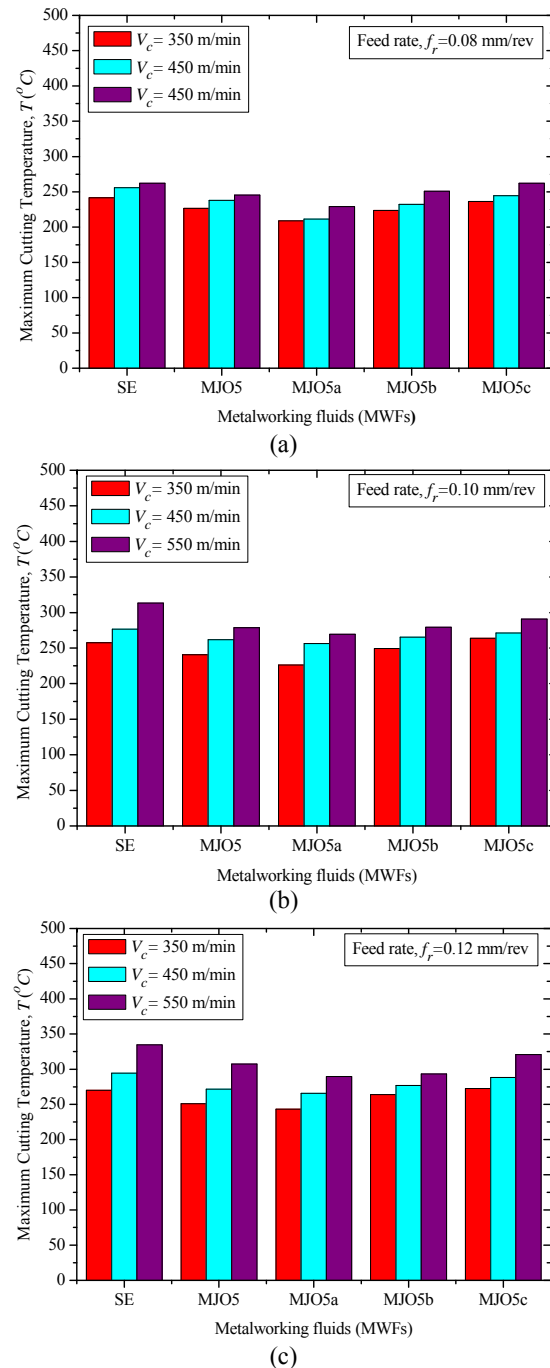 500
450
400
350
300
250
200
150
100
50
0
Maximum Cutting Temperature, T (°C)
Vc= 350 m/min
Vc= 450 m/min
Vc= 450 m/min
Feed rate, fr=0.08 mm/rev
SE MJO5 MJO5a MJO5b MJO5c
Metalworking fluids (MWFs)
(a)
500
450
400
350
300
250
200
150
100
50
0
Maximum Cutting Temperature, T (°C)
Vc= 350 m/min
Vc= 450 m/min
Vc= 550 m/min
Feed rate, fr=0.10 mm/rev
SE MJO5 MJO5a MJO5b MJO5c
Metalworking fluids (MWFs)
(b)
500
450
400
350
300
250
200
150
100
50
0
Maximum Cutting Temperature, T (°C)
Vc= 350 m/min
Vc= 450 m/min
Vc= 550 m/min
Feed rate, fr=0.12 mm/rev
SE MJO5 MJO5a MJO5b MJO5c
Metalworking fluids (MWFs)
(c)